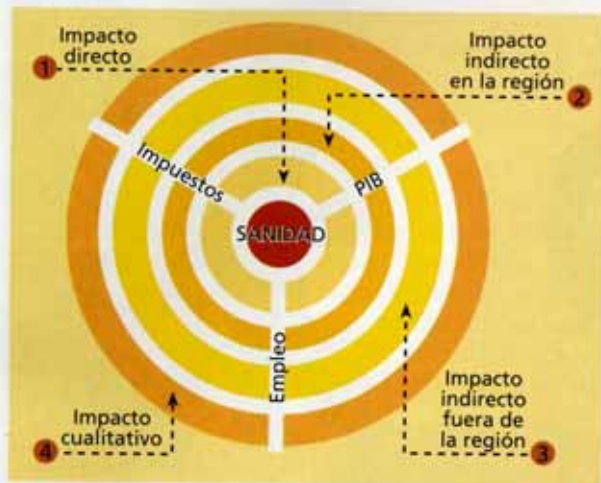 1
Impacto
directo
Impacto
indirecto
en la región
2
Impuestos
PIB
SANIDAD
Empleo
4
Impacto
cualitativo
Impacto
indirecto
fuera de
la región
3